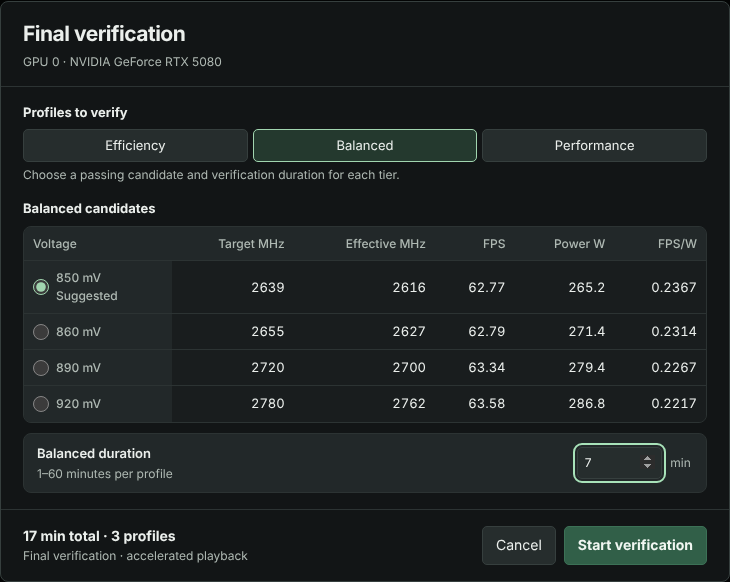 Final verification
GPU 0 · NVIDIA GeForce RTX 5080
Profiles to verify
Efficiency Balanced Performance
Choose a passing candidate and verification duration for each tier.
Balanced candidates
Voltage Target MHz Effective MHz FPS Power W FPS/W
850 mV
Suggested 2639 2616 62.77 265.2 0.2367
860 mV 2655 2627 62.79 271.4 0.2314
890 mV 2720 2700 63.34 279.4 0.2267
920 mV 2780 2762 63.58 286.8 0.2217
Balanced duration
1–60 minutes per profile
7 min
17 min total · 3 profiles
Final verification · accelerated playback
Cancel Start verification